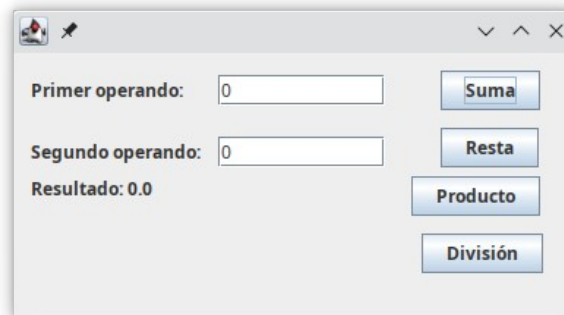 Primer operando: 0 Suma
Segundo operando: 0 Resta
Resultado: 0.0 Producto
División